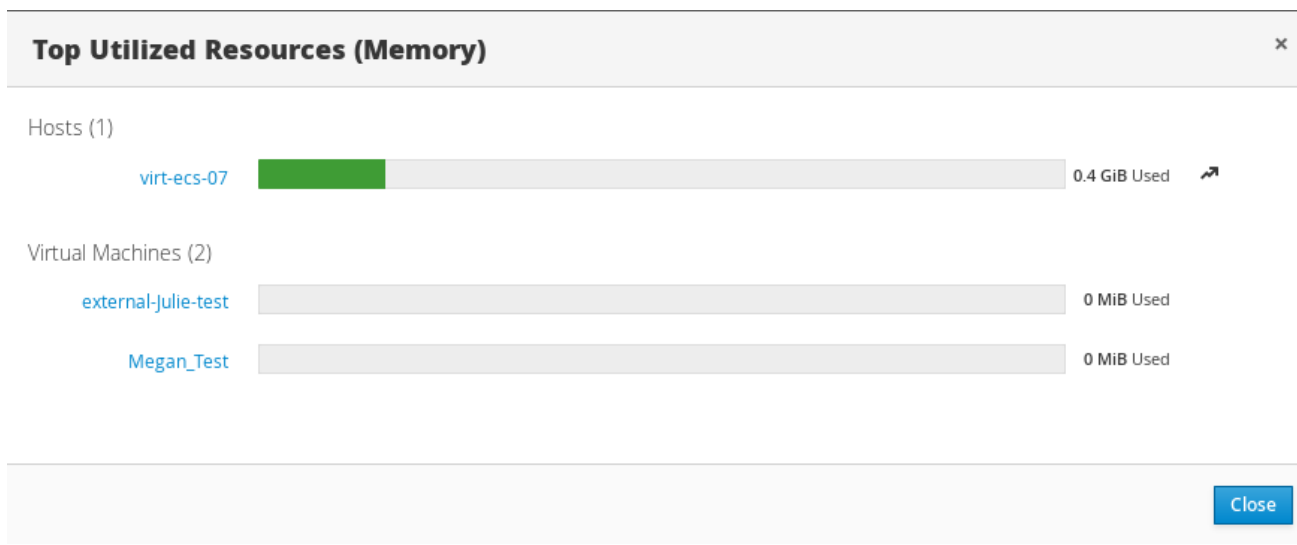 Top Utilized Resources (Memory) ×
Hosts (1)
virt-ecs-07 0.4 GiB Used
Virtual Machines (2)
external-Julie-test 0 MiB Used
Megan_Test 0 MiB Used
Close